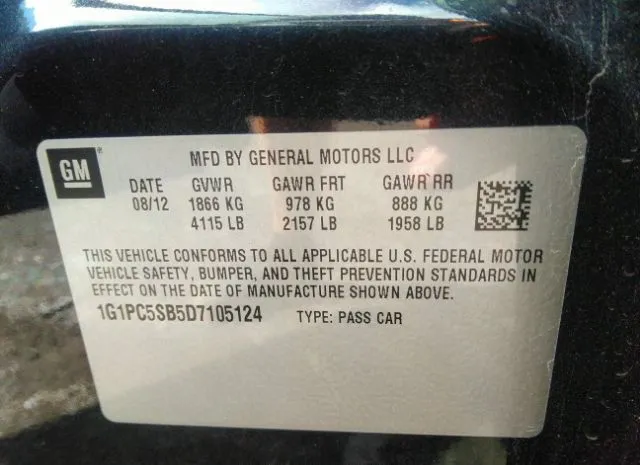 GM®
MFD BY GENERAL MOTORS LLC
DATE GVWR GAWR FRT GAWR RR
08/12 1866 KG 978 KG 888 KG
4115 LB 2157 LB 1958 LB
THIS VEHICLE CONFORMS TO ALL APPLICABLE U.S. FEDERAL MOTOR
VEHICLE SAFETY, BUMPER, AND THEFT PREVENTION STANDARDS IN
EFFECT ON THE DATE OF MANUFACTURE SHOWN ABOVE.
1G1PC5SB5D7105124 TYPE: PASS CAR